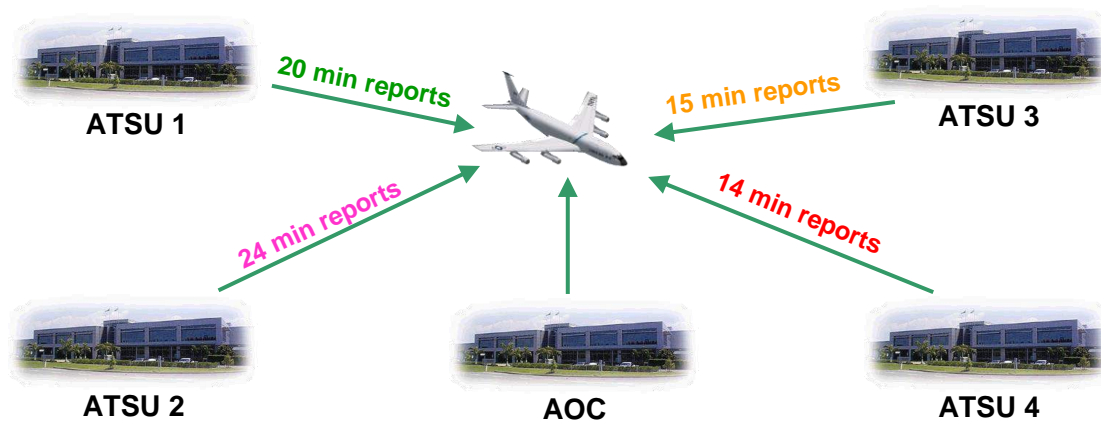 20 min reports
15 min reports
ATSU 1
ATSU 3
24 min reports
14 min reports
ATSU 2
AOC
ATSU 4